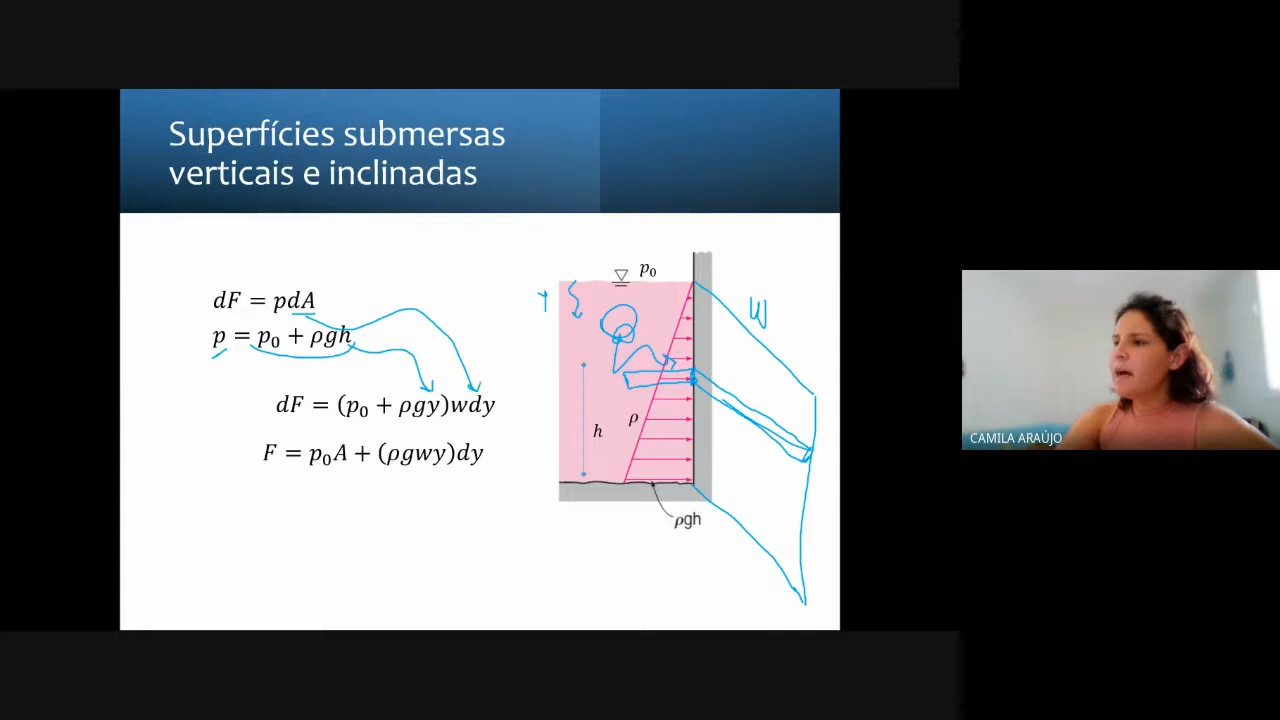 Superfícies submersas
verticais e inclinadas
dF = pdA
p = p₀ + ρgh
dF = (p₀ + ρgy)wdy
F = p₀A + (ρgwy)dy
p₀
Y
W
h
ρ
ρgh
CAMILA ARAÚJO